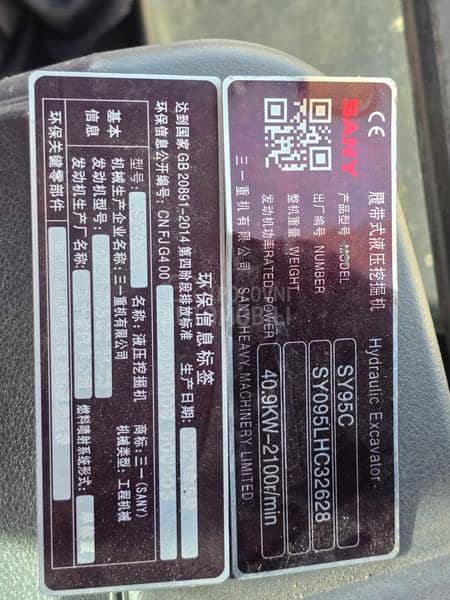 CE
SANY
履带式液压挖掘机 Hydraulic Excavator
产品型号 MODEL SY95C
出厂编号 NUMBER SY095LHC32628
整机重量 WEIGHT
发动机功率RATED POWER 40.9KW-2100r/min
三一重机有限公司 SANY HEAVY MACHINERY LIMITED
环保信息标签
达到国家 GB 20891-2014 第四阶段排放标准 生产日期:
环保信息公开编号: CN FJ G4 00
基本信息
型号: 名称: 液压挖掘机 商标: 三一(SANY)
机械生产企业名称: 三一重机有限公司 机械类型: 工程机械
发动机型号:
发动机生产厂名称: 燃料喷射系统形式:
环保关键零部件
POLOVNI